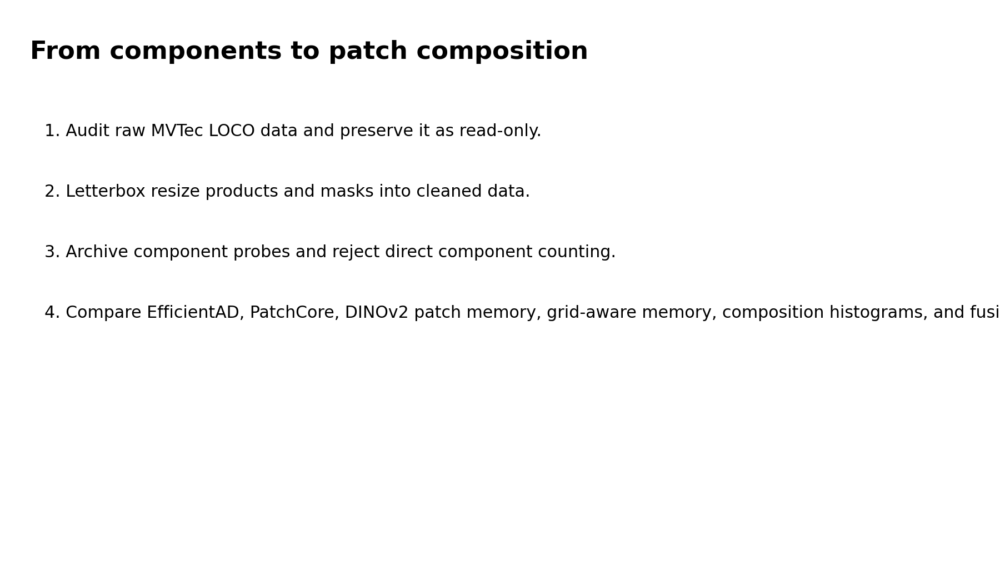 From components to patch composition
1. Audit raw MVTec LOCO data and preserve it as read-only.
2. Letterbox resize products and masks into cleaned data.
3. Archive component probes and reject direct component counting.
4. Compare EfficientAD, PatchCore, DINOv2 patch memory, grid-aware memory, composition histograms, and fusi